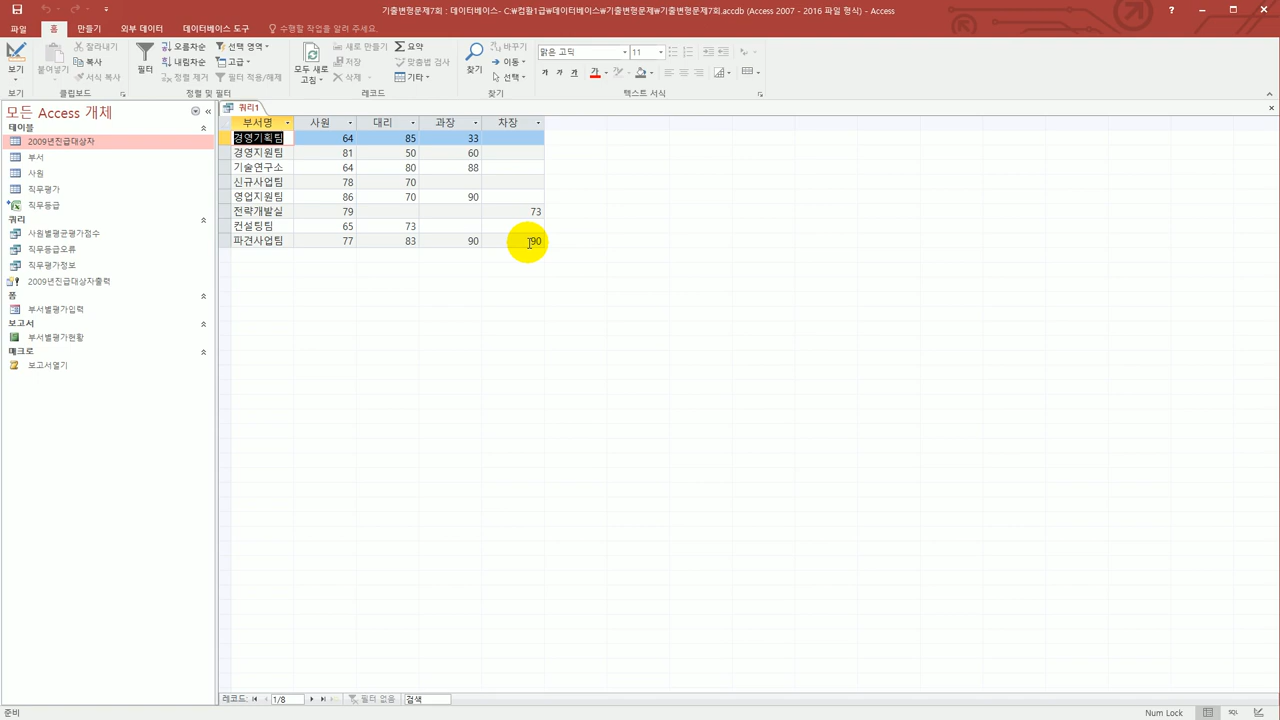 기출변형문제7회 : 데이터베이스- C:￦컴활1급￦데이터베이스￦기출변형문제￦기출변형문제7회.accdb (Access 2007 - 2016 파일 형식) - Access
파일 홈 만들기 외부 데이터 데이터베이스 도구 수행할 작업을 알려 주세요.
보기
붙여넣기
잘라내기
복사
서식 복사
필터
오름차순
내림차순
정렬 제거
선택 영역
고급
필터 적용/해제
모두 새로 고침
새로 만들기
저장
삭제
요약
맞춤법 검사
기타
찾기
바꾸기
이동
선택
맑은 고딕 11
가 가 가 가
보기 클립보드 정렬 및 필터 레코드 찾기 텍스트 서식
모든 Access 개체
테이블
2009년진급대상자
부서
사원
직무평가
직무등급
쿼리
사원별평균평가점수
직무등급오류
직무평가정보
2009년진급대상자출력
폼
부서별평가입력
보고서
부서별평가현황
매크로
보고서열기
쿼리1
부서명 사원 대리 과장 차장
경영기획팀 64 85 33
경영지원팀 81 50 60
기술연구소 64 80 88
신규사업팀 78 70
영업지원팀 86 70 90
전략개발실 79 73
컨설팅팀 65 73
파견사업팀 77 83 90 90
레코드: 1/8 필터 없음 검색
준비 Num Lock SQL